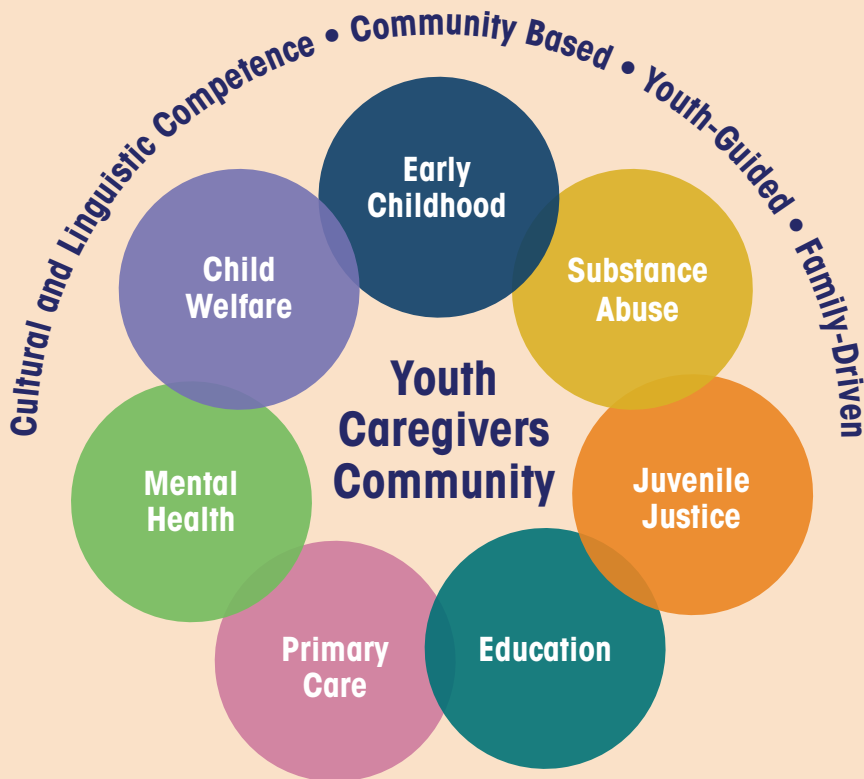 Cultural and Linguistic Competence • Community Based • Youth-Guided • Family-Driven
Early
Childhood
Child
Welfare
Substance
Abuse
Youth
Caregivers
Community
Mental
Health
Juvenile
Justice
Primary
Care
Education